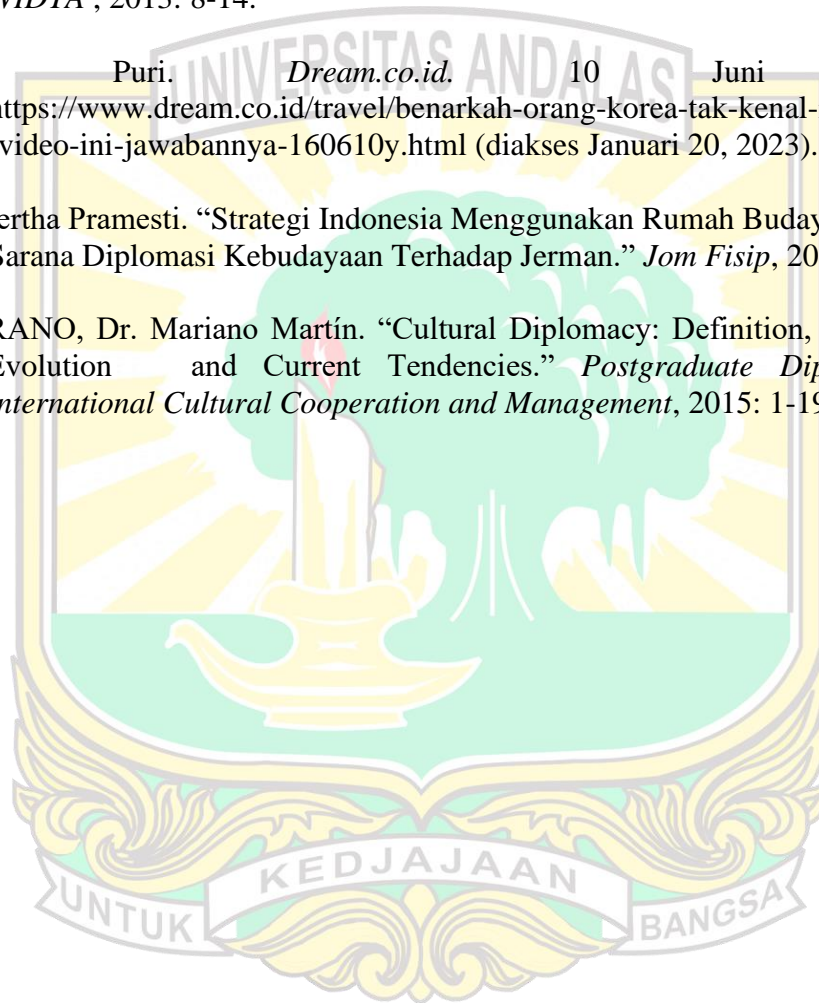 WIDYA , 2013: 8-14.
Puri. Dream.co.id. 10 Juni
https://www.dream.co.id/travel/benarkah-orang-korea-tak-kenal-
video-ini-jawabannya-160610y.html (diakses Januari 20, 2023).
ertha Pramesti. “Strategi Indonesia Menggunakan Rumah Buday
Sarana Diplomasi Kebudayaan Terhadap Jerman.” Jom Fisip, 20
RANO, Dr. Mariano Martín. “Cultural Diplomacy: Definition,
Evolution and Current Tendencies.” Postgraduate Dip
International Cultural Cooperation and Management, 2015: 1-19
UNIVERSITAS ANDALAS
UNTUK KEDJAJAAN BANGSA